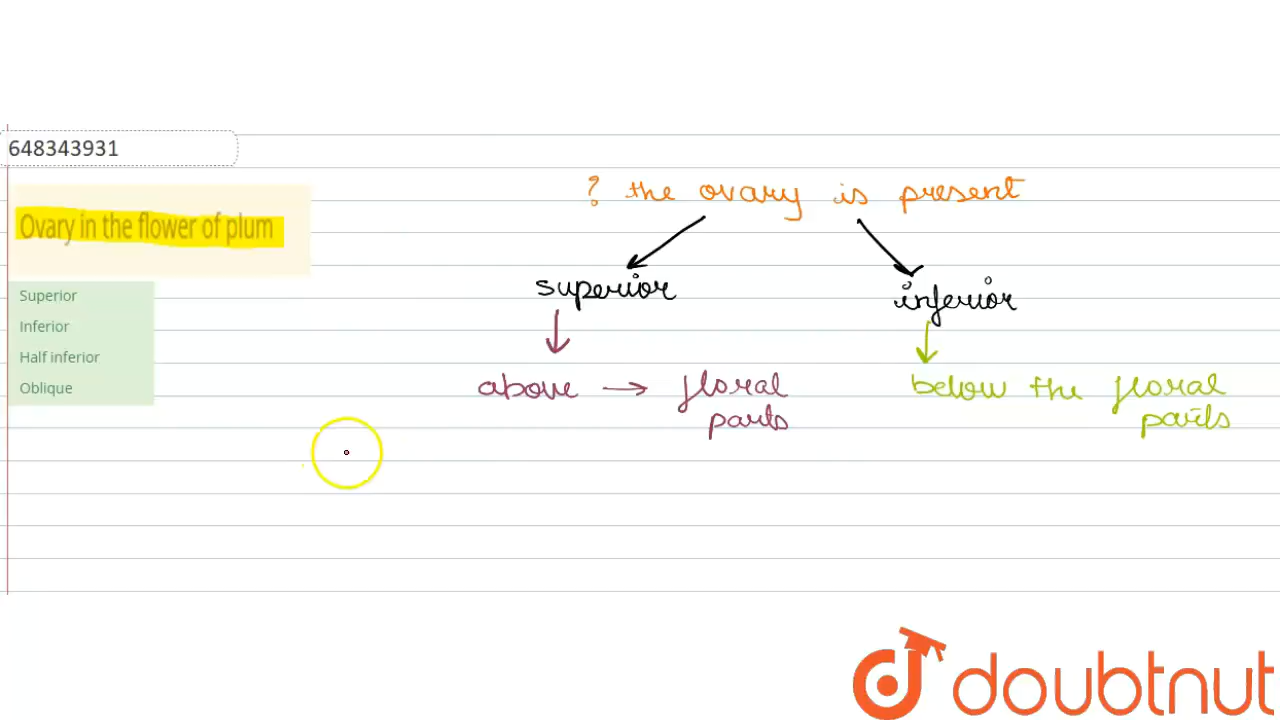 648343931
Ovary in the flower of plum
Superior
Inferior
Half inferior
Oblique
? the ovary is present
superior
inferior
above → floral
parts
below the floral
parts
doubtnut